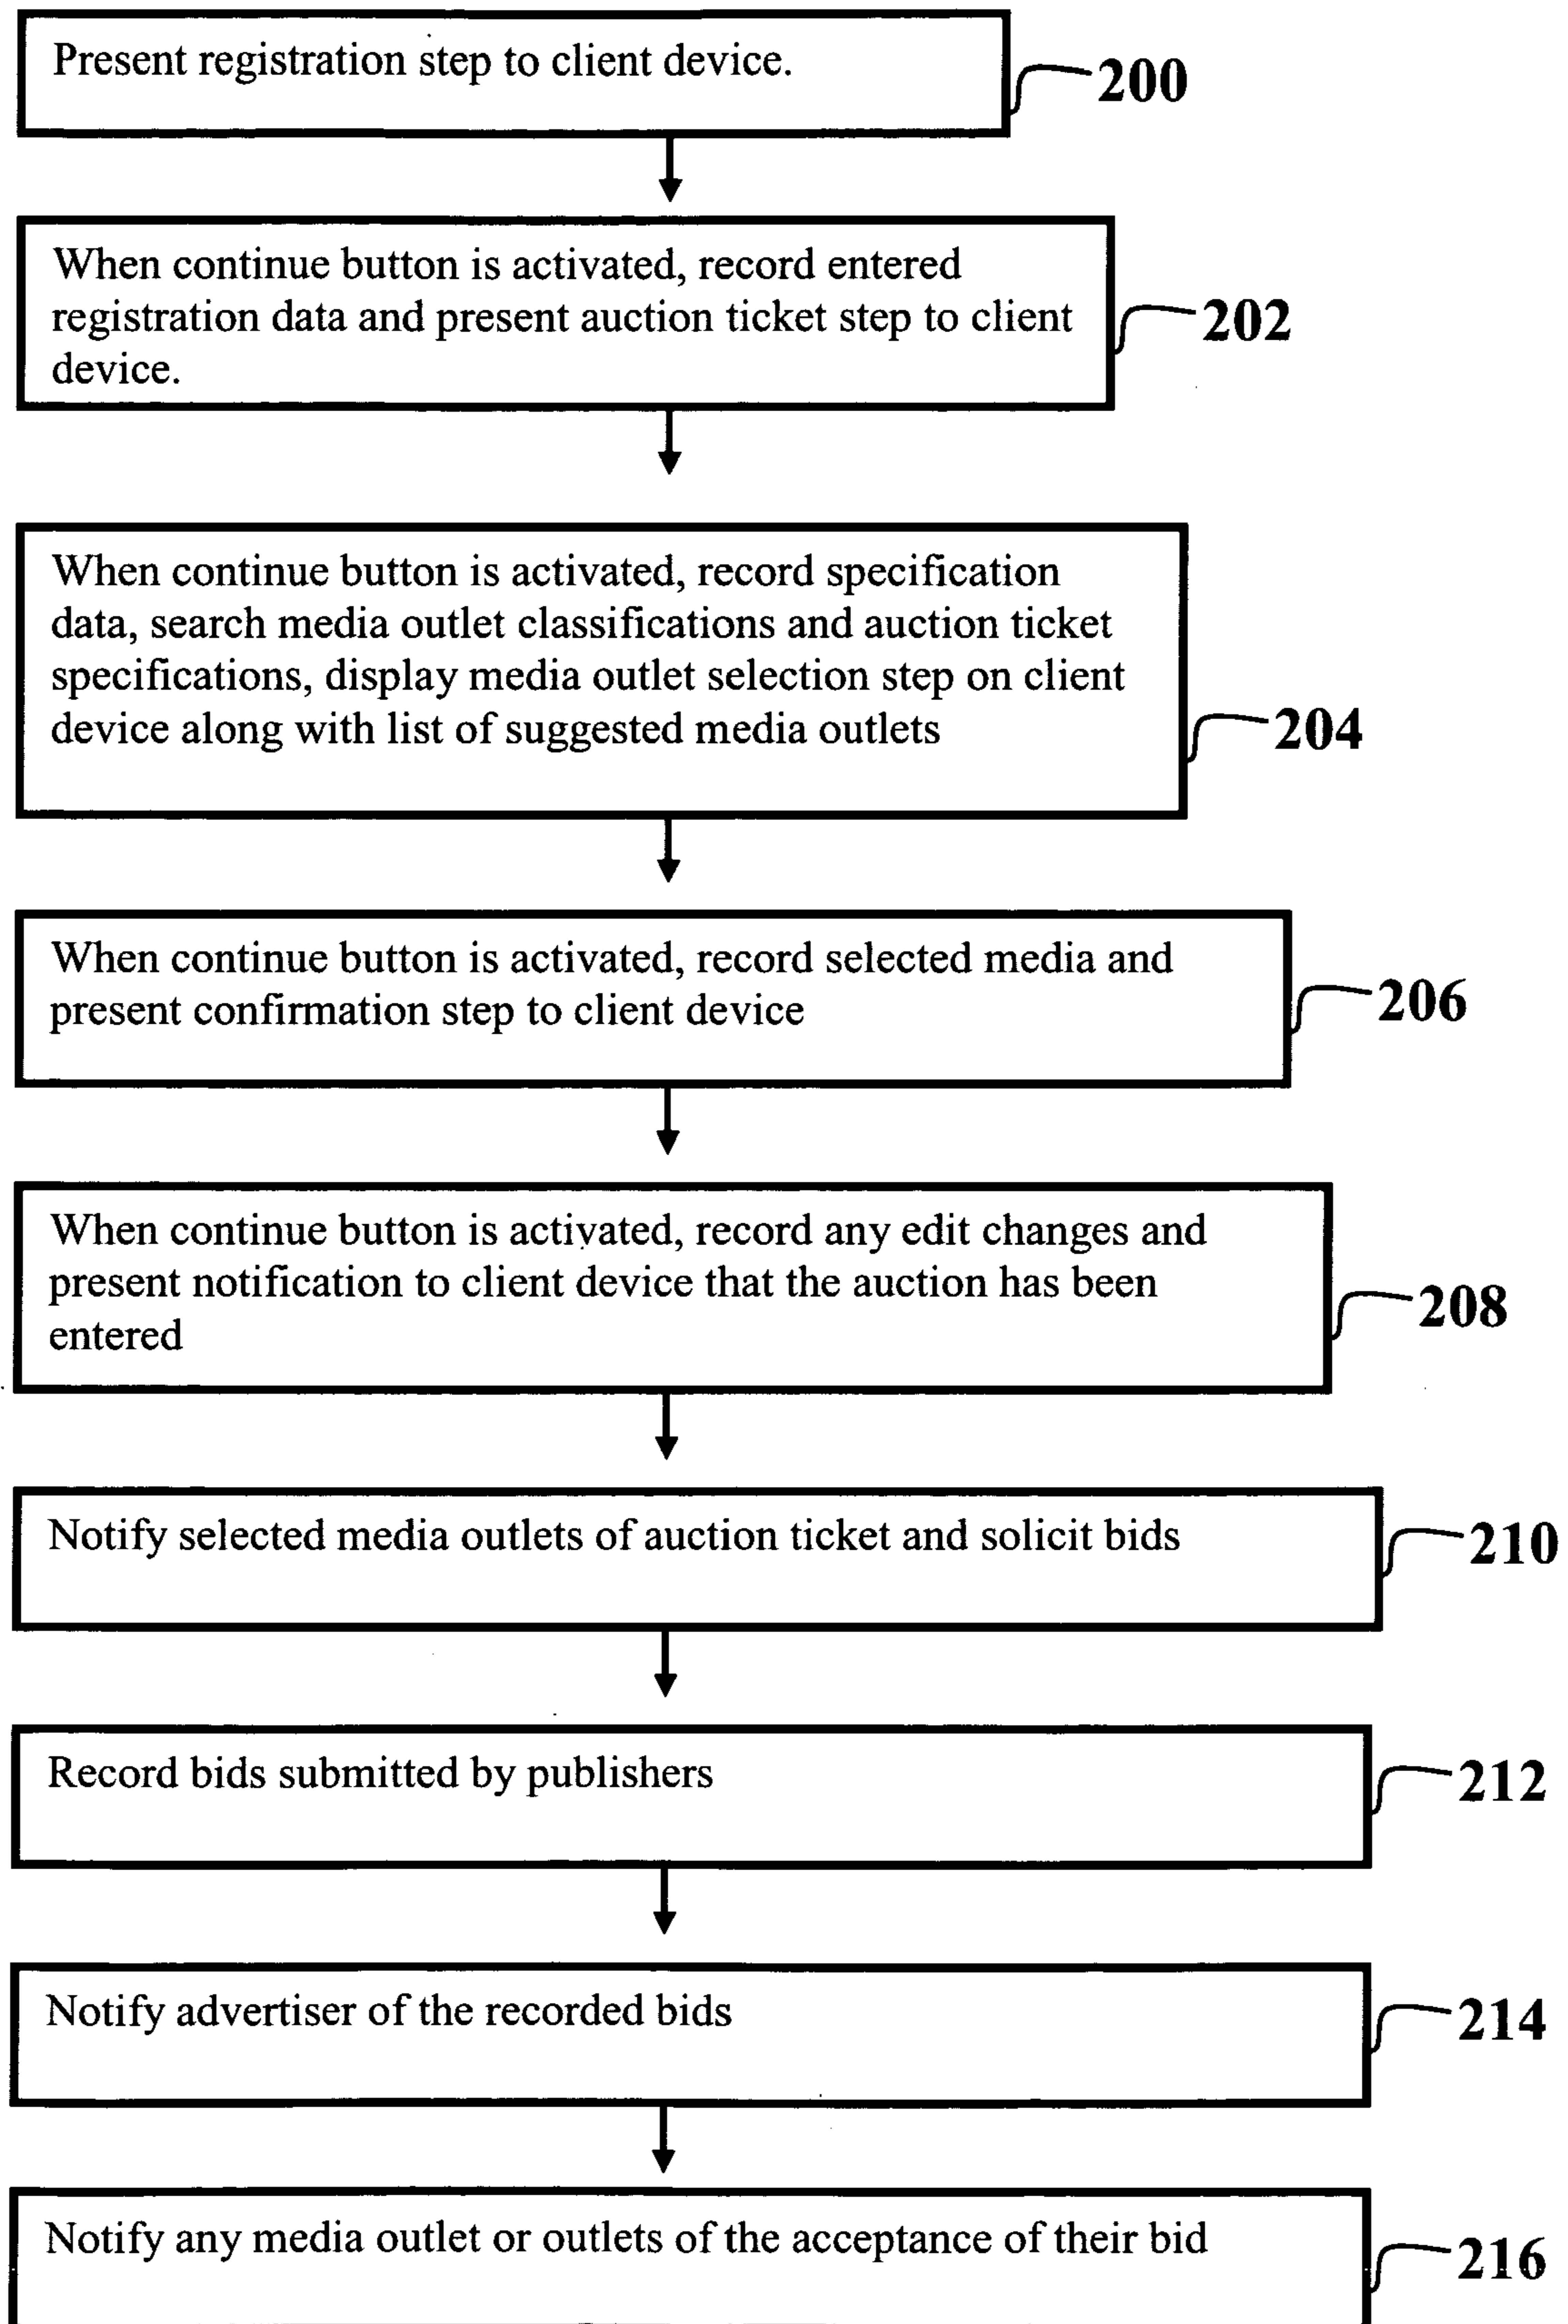 Present registration step to client device.
200
When continue button is activated, record entered
registration data and present auction ticket step to client
device.
202
When continue button is activated, record specification
data, search media outlet classifications and auction ticket
specifications, display media outlet selection step on client
device along with list of suggested media outlets
204
When continue button is activated, record selected media and
present confirmation step to client device
206
When continue button is activated, record any edit changes and
present notification to client device that the auction has been
entered
208
Notify selected media outlets of auction ticket and solicit bids
210
Record bids submitted by publishers
212
Notify advertiser of the recorded bids
214
Notify any media outlet or outlets of the acceptance of their bid
216